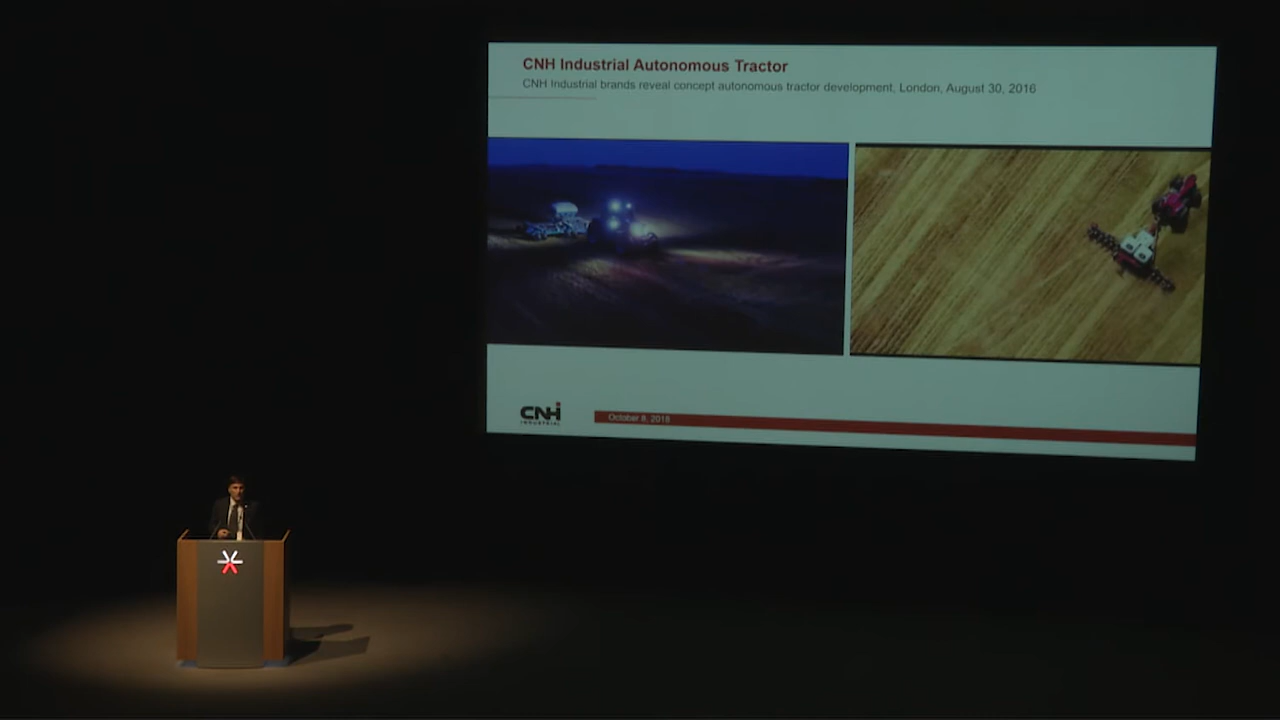 CNH Industrial Autonomous Tractor
CNH Industrial brands reveal concept autonomous tractor development, London, August 30, 2016
CNH
INDUSTRIAL
October 9, 2018